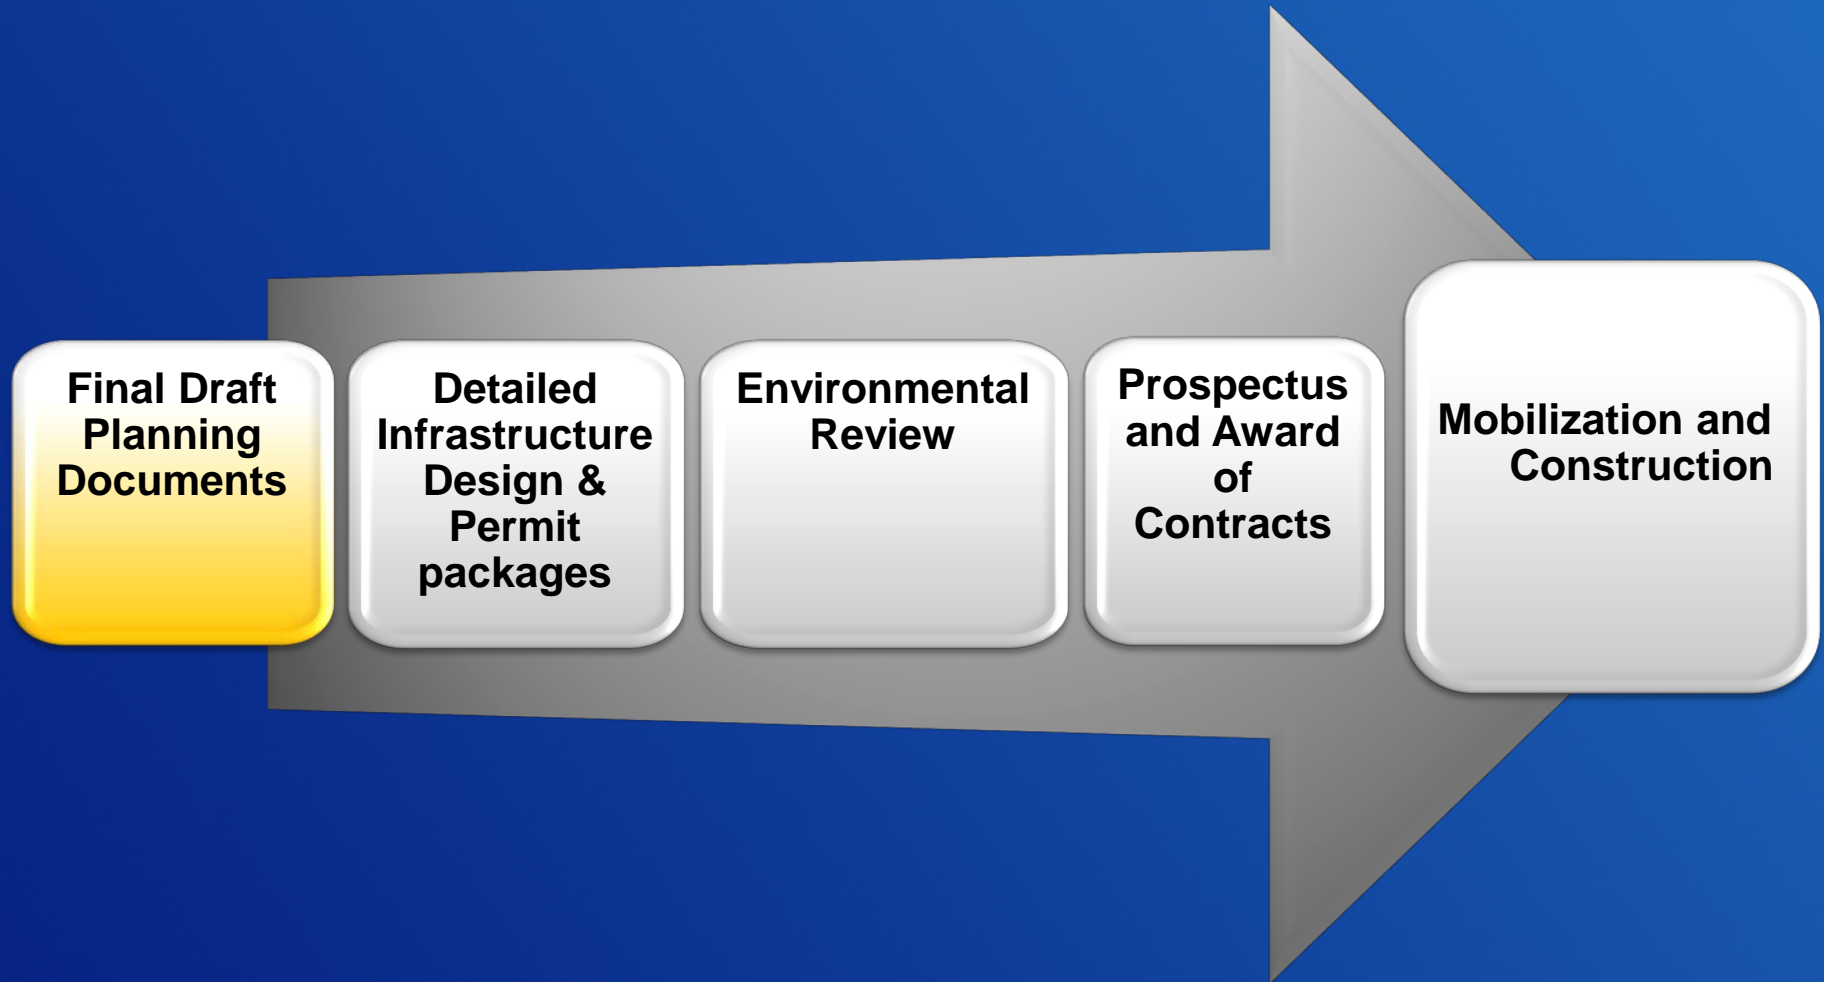 Final Draft
Planning
Documents
Detailed
Infrastructure
Design &
Permit
packages
Environmental
Review
Prospectus
and Award
of
Contracts
Mobilization and
Construction